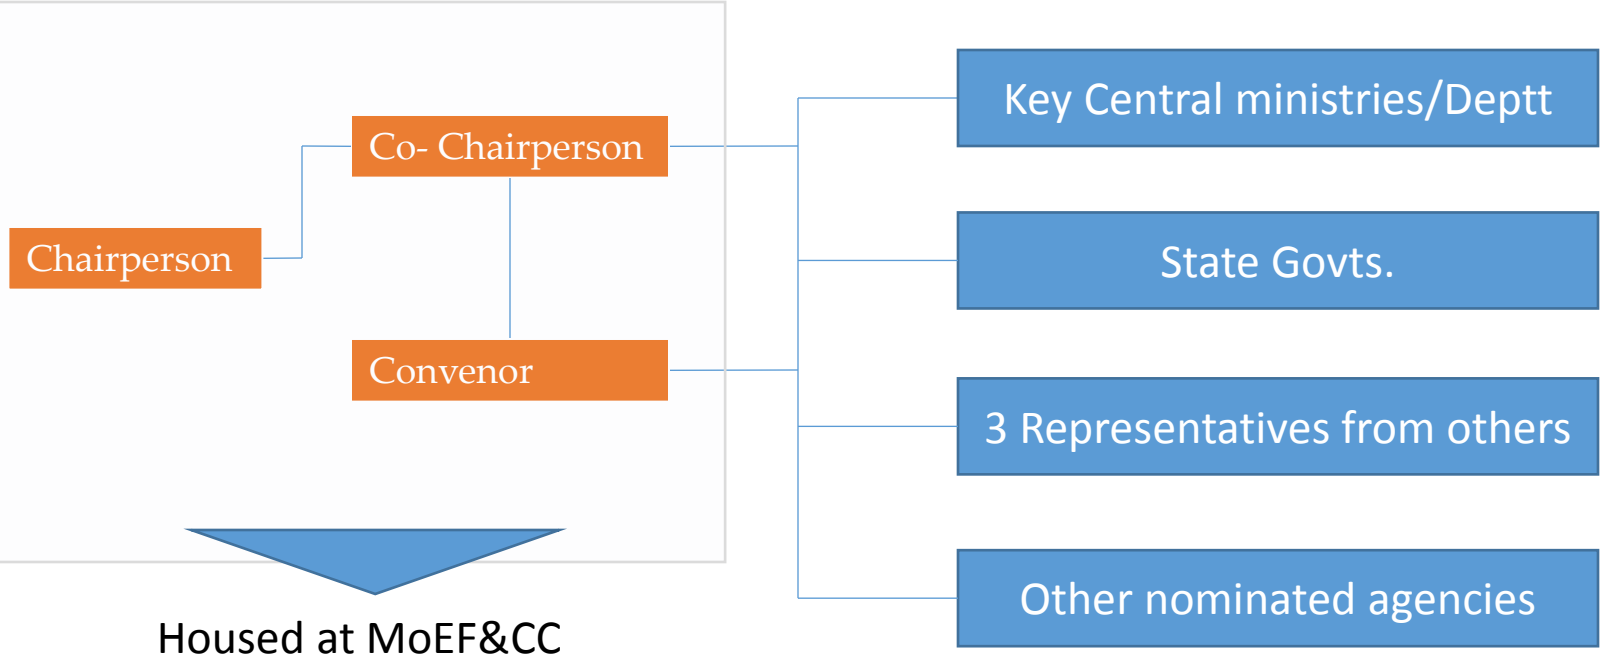 Chairperson
Co- Chairperson
Convenor
Housed at MoEF&CC
Key Central ministries/Deptt
State Govts.
3 Representatives from others
Other nominated agencies